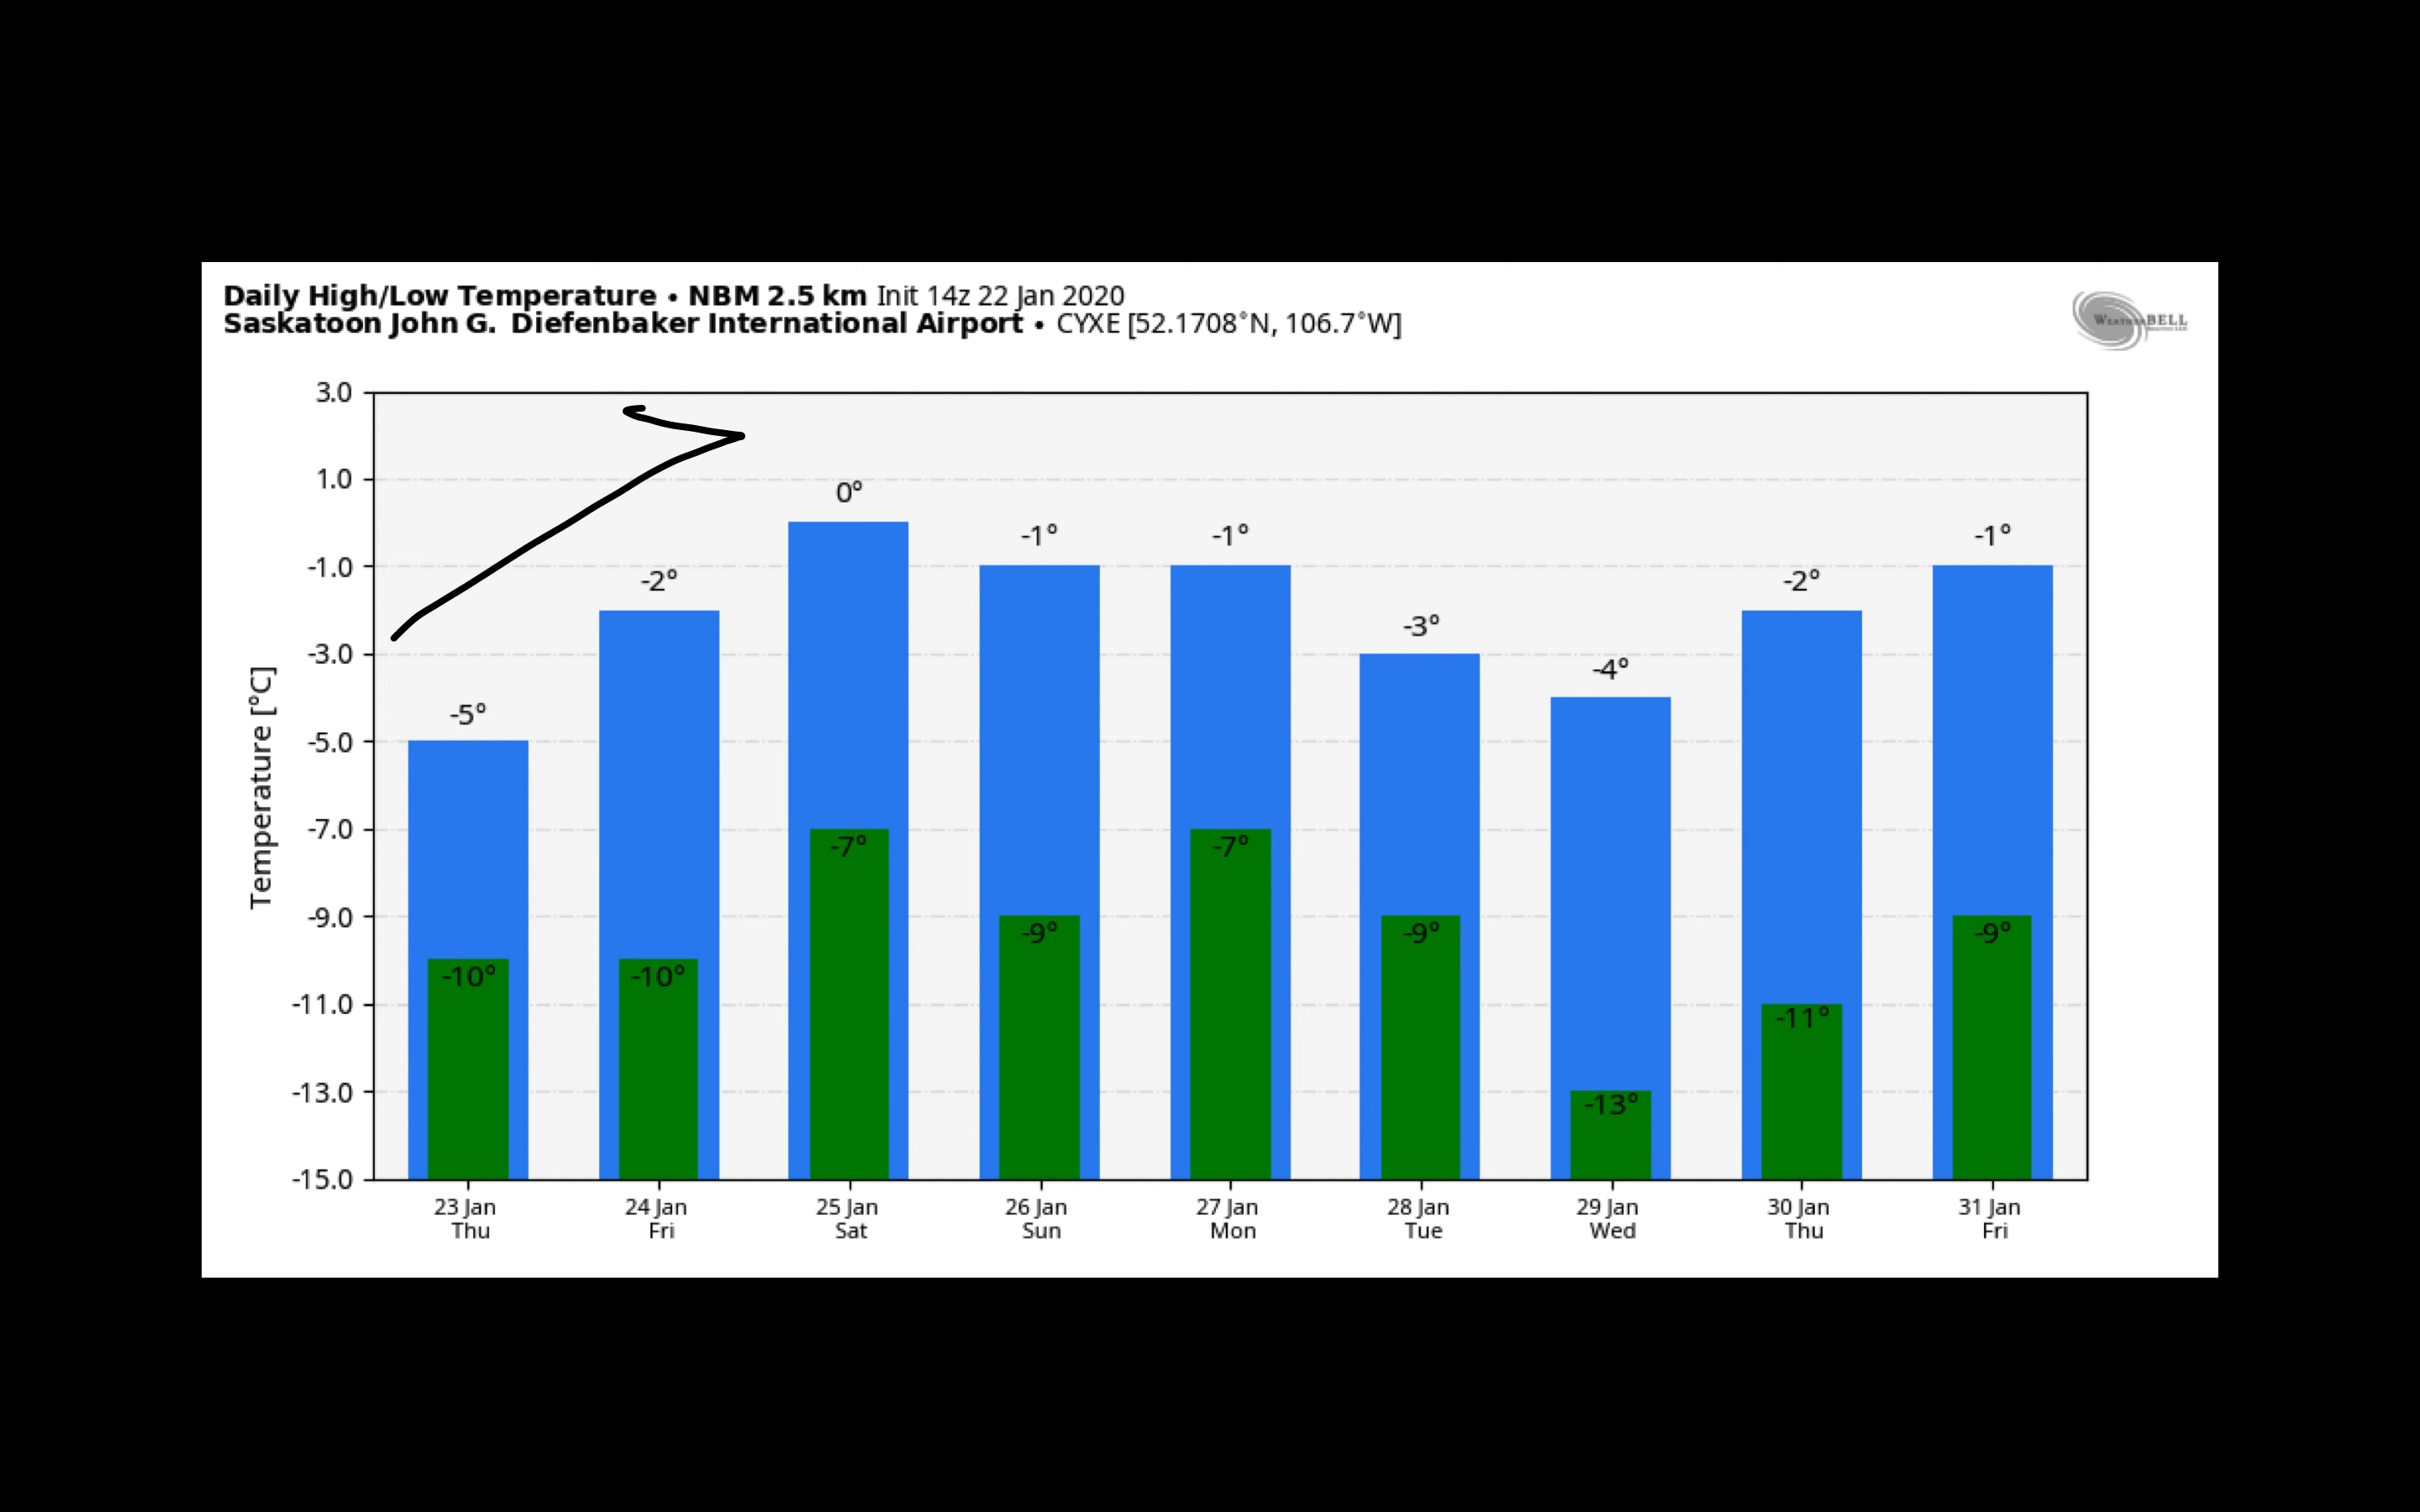 Daily High/Low Temperature • NBM 2.5 km Init 14z 22 Jan 2020
Saskatoon John G. Diefenbaker International Airport • CYXE [52.1708°N, 106.7°W]
WEATHERBELL
Temperature [°C]
3.0
1.0
-1.0
-3.0
-5.0
-7.0
-9.0
-11.0
-13.0
-15.0
-5° -2° 0° -1° -1° -3° -4° -2° -1°
-10° -10° -7° -9° -7° -9° -13° -11° -9°
23 Jan 24 Jan 25 Jan 26 Jan 27 Jan 28 Jan 29 Jan 30 Jan 31 Jan
Thu Fri Sat Sun Mon Tue Wed Thu Fri